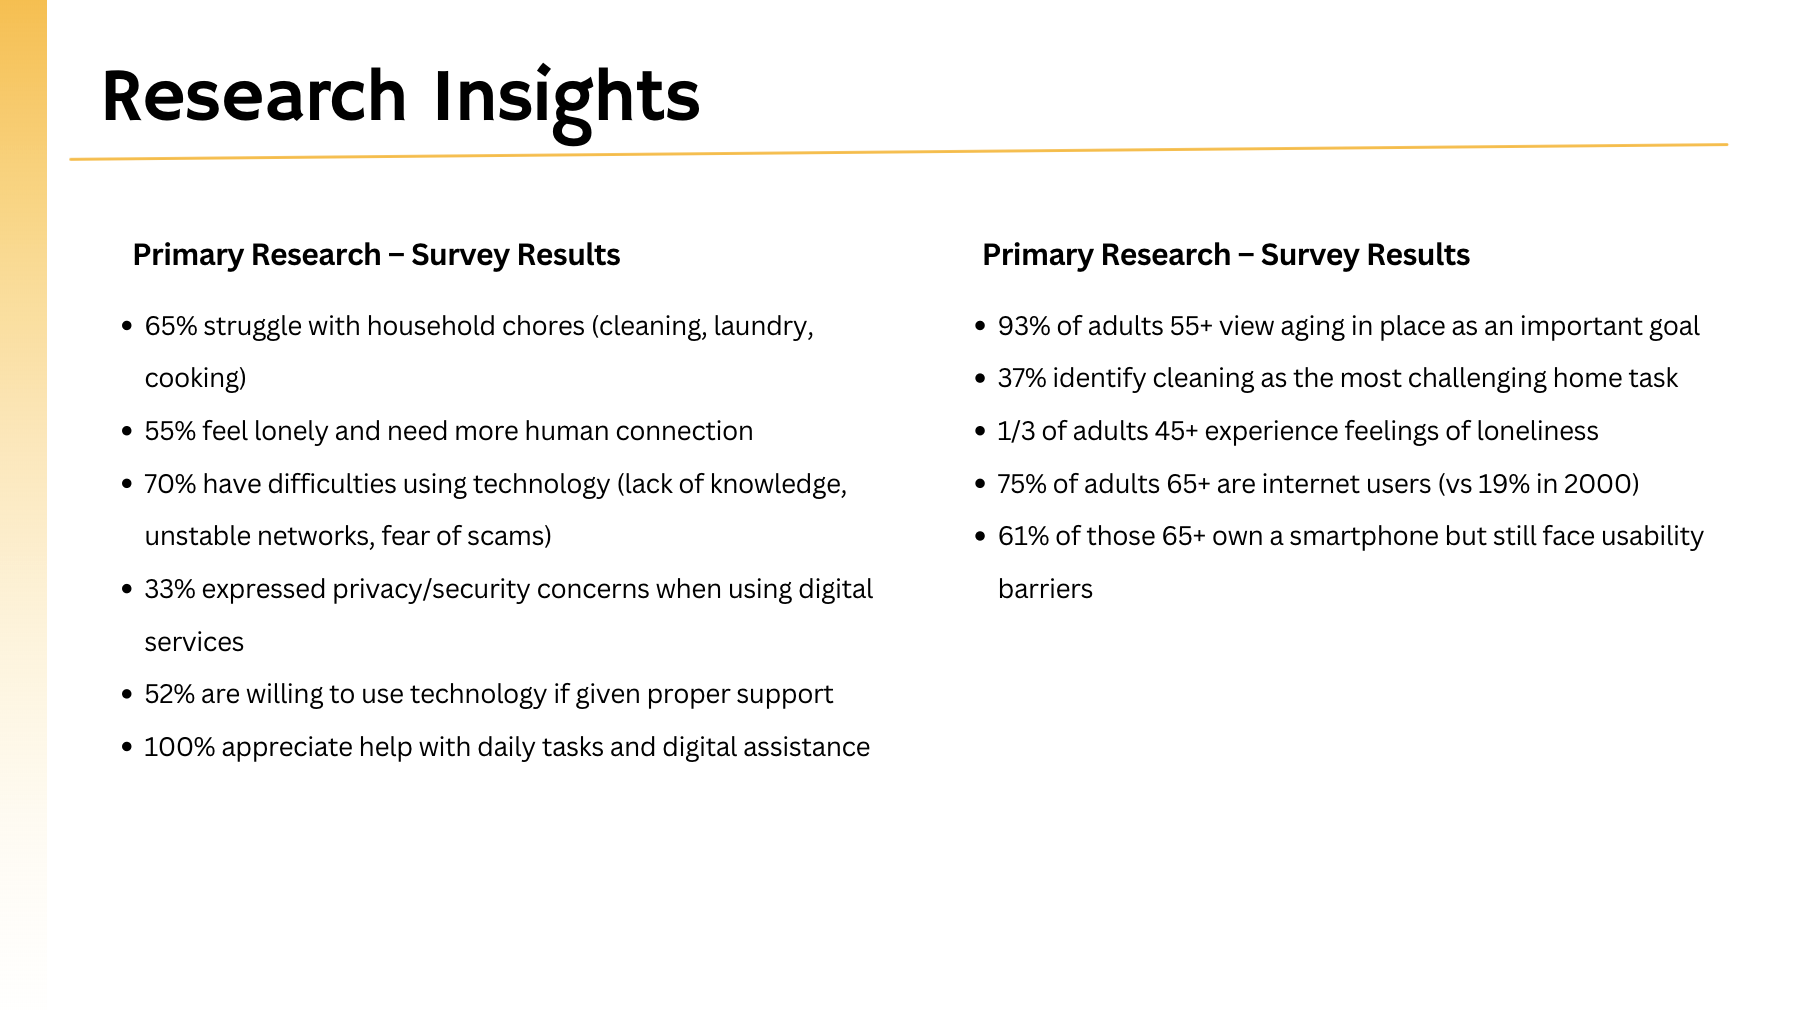 Research Insights
Primary Research – Survey Results
• 65% struggle with household chores (cleaning, laundry,
cooking)
• 55% feel lonely and need more human connection
• 70% have difficulties using technology (lack of knowledge,
unstable networks, fear of scams)
• 33% expressed privacy/security concerns when using digital
services
• 52% are willing to use technology if given proper support
• 100% appreciate help with daily tasks and digital assistance
Primary Research – Survey Results
• 93% of adults 55+ view aging in place as an important goal
• 37% identify cleaning as the most challenging home task
• 1/3 of adults 45+ experience feelings of loneliness
• 75% of adults 65+ are internet users (vs 19% in 2000)
• 61% of those 65+ own a smartphone but still face usability
barriers